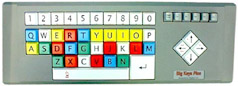 1 2 3 4 5 6 7 8 9 0
Q W E R T Y U I O P
A S D F G H J K L M
Z X C V B N
Big Keys Plus